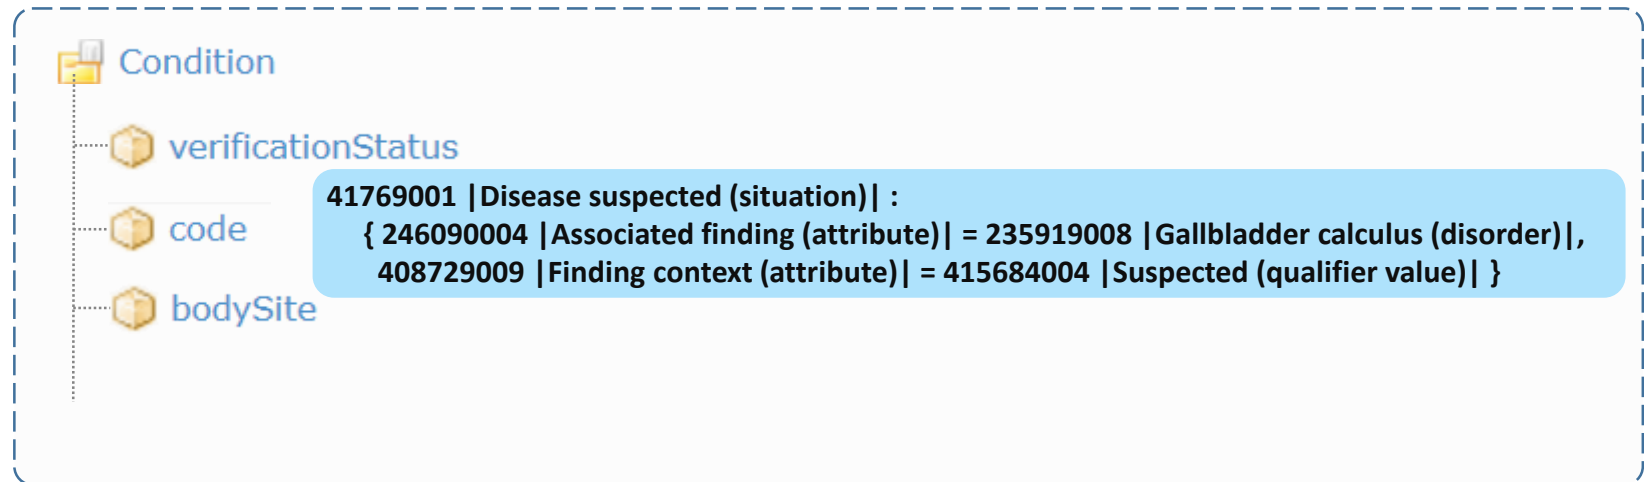 Condition
verificationStatus
code
41769001 |Disease suspected (situation)| :
{ 246090004 |Associated finding (attribute)| = 235919008 |Gallbladder calculus (disorder)|,
408729009 |Finding context (attribute)| = 415684004 |Suspected (qualifier value)| }
bodySite